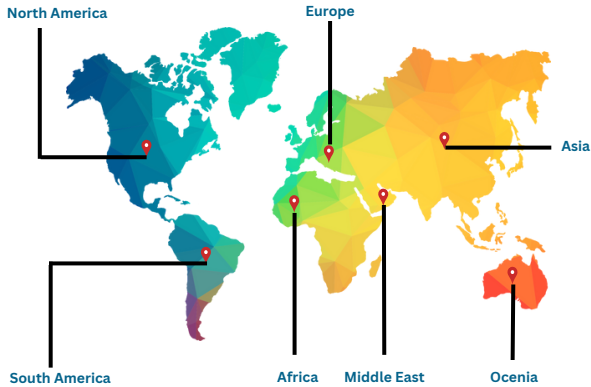 North America
Europe
Asia
South America
Africa
Middle East
Ocenia